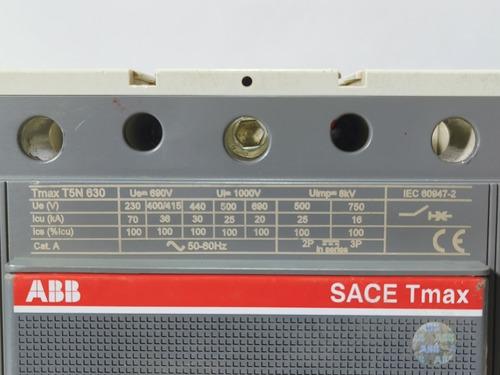 Tmax T5N 630 Ue=690V Ui=1000V Uimp=8kV IEC 60947-2
Ue (V) 230 400/415 440 500 690 500 750
Icu (kA) 70 36 30 25 20 25 16
Ics (%Icu) 100 100 100 100 100 100 100
Cat. A 50-60Hz 2P 3P
in series
CE
ABB SACE Tmax